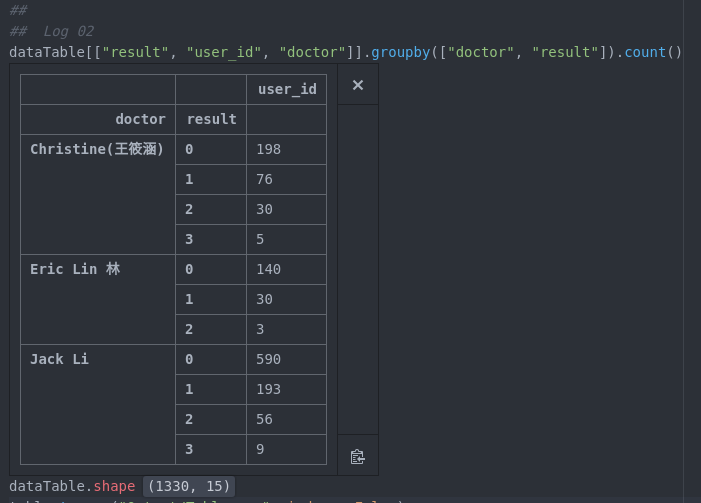 ##
## Log 02
dataTable[["result", "user_id", "doctor"]].groupby(["doctor", "result"]).count()
user_id
doctor result
Christine(王筱涵) 0 198
1 76
2 30
3 5
Eric Lin 林 0 140
1 30
2 3
Jack Li 0 590
1 193
2 56
3 9
dataTable.shape (1330, 15)